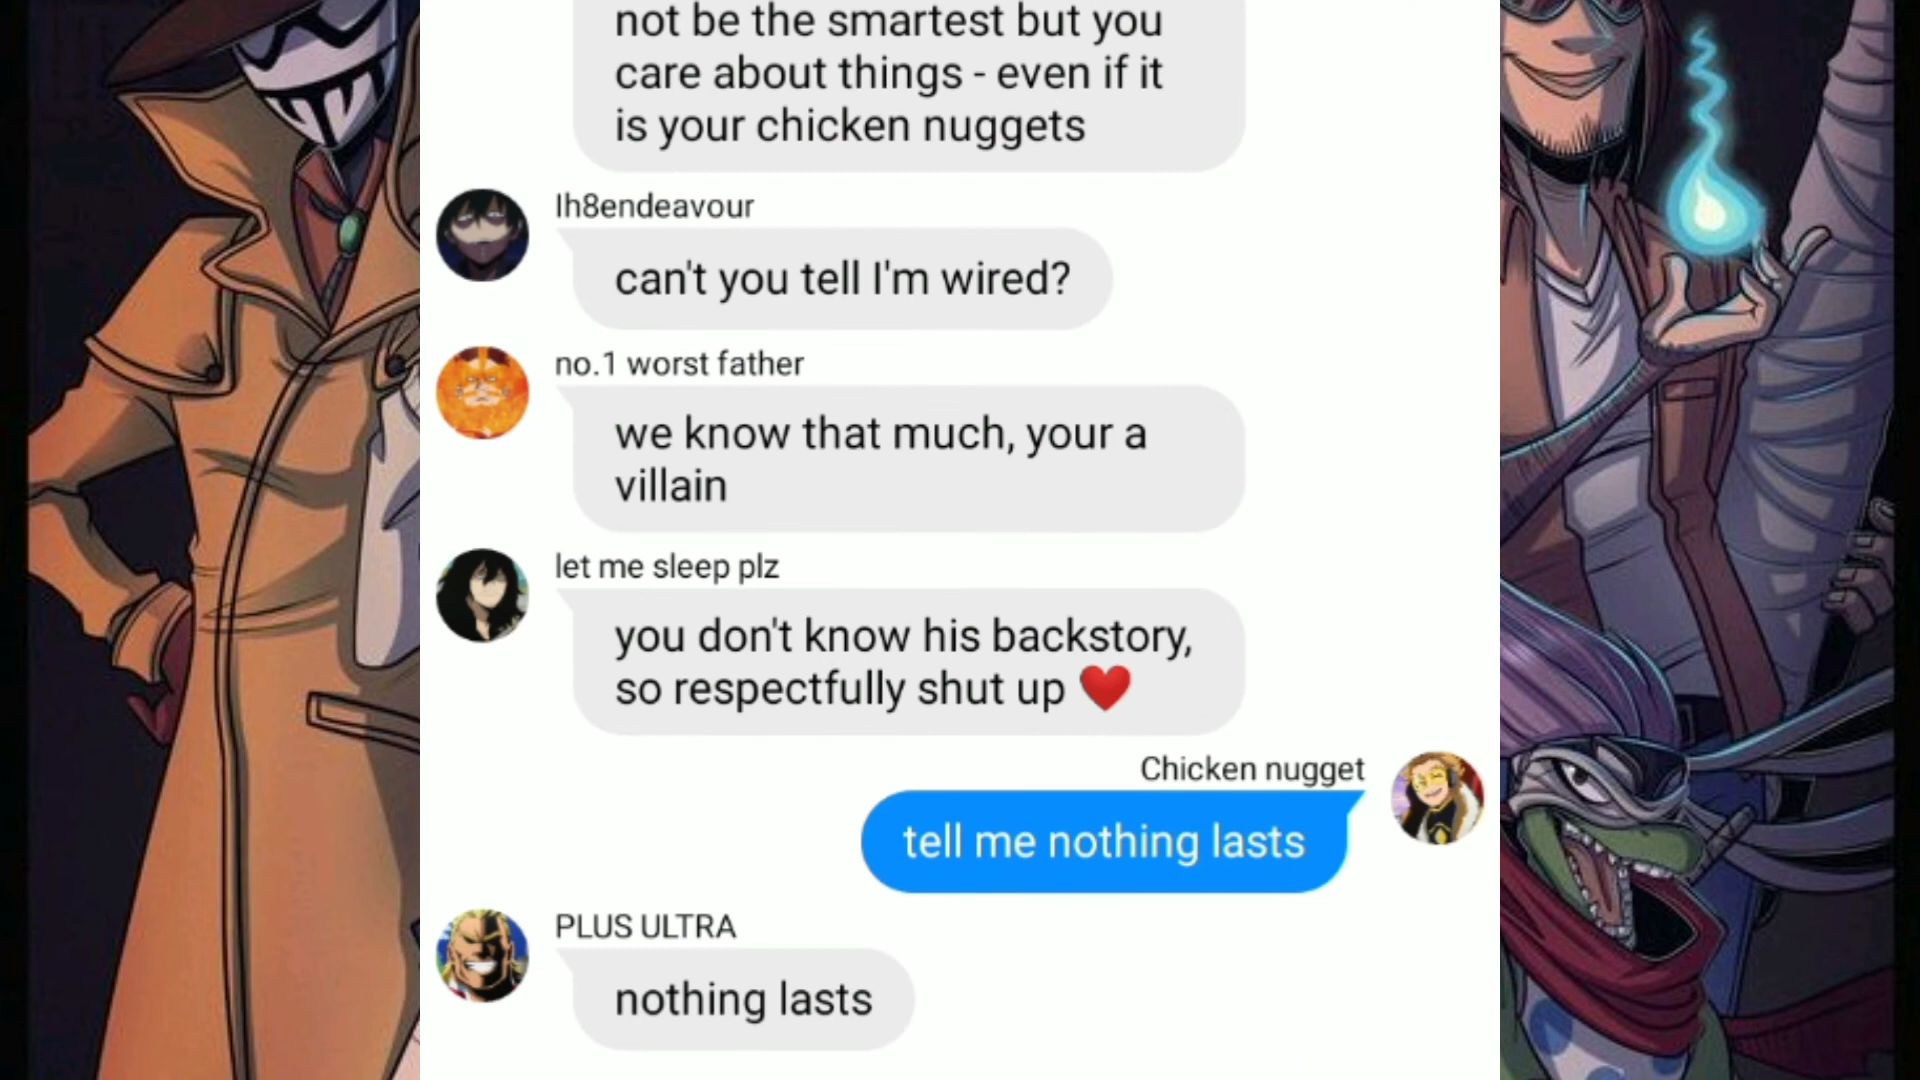 not be the smartest but you
care about things - even if it
is your chicken nuggets
Ih8endeavour
can't you tell I'm wired?
no.1 worst father
we know that much, your a
villain
let me sleep plz
you don't know his backstory,
so respectfully shut up ❤️
Chicken nugget
tell me nothing lasts
PLUS ULTRA
nothing lasts